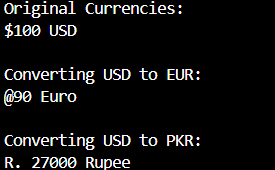 Original Currencies:
$100 USD
Converting USD to EUR:
@90 Euro
Converting USD to PKR:
R. 27000 Rupee